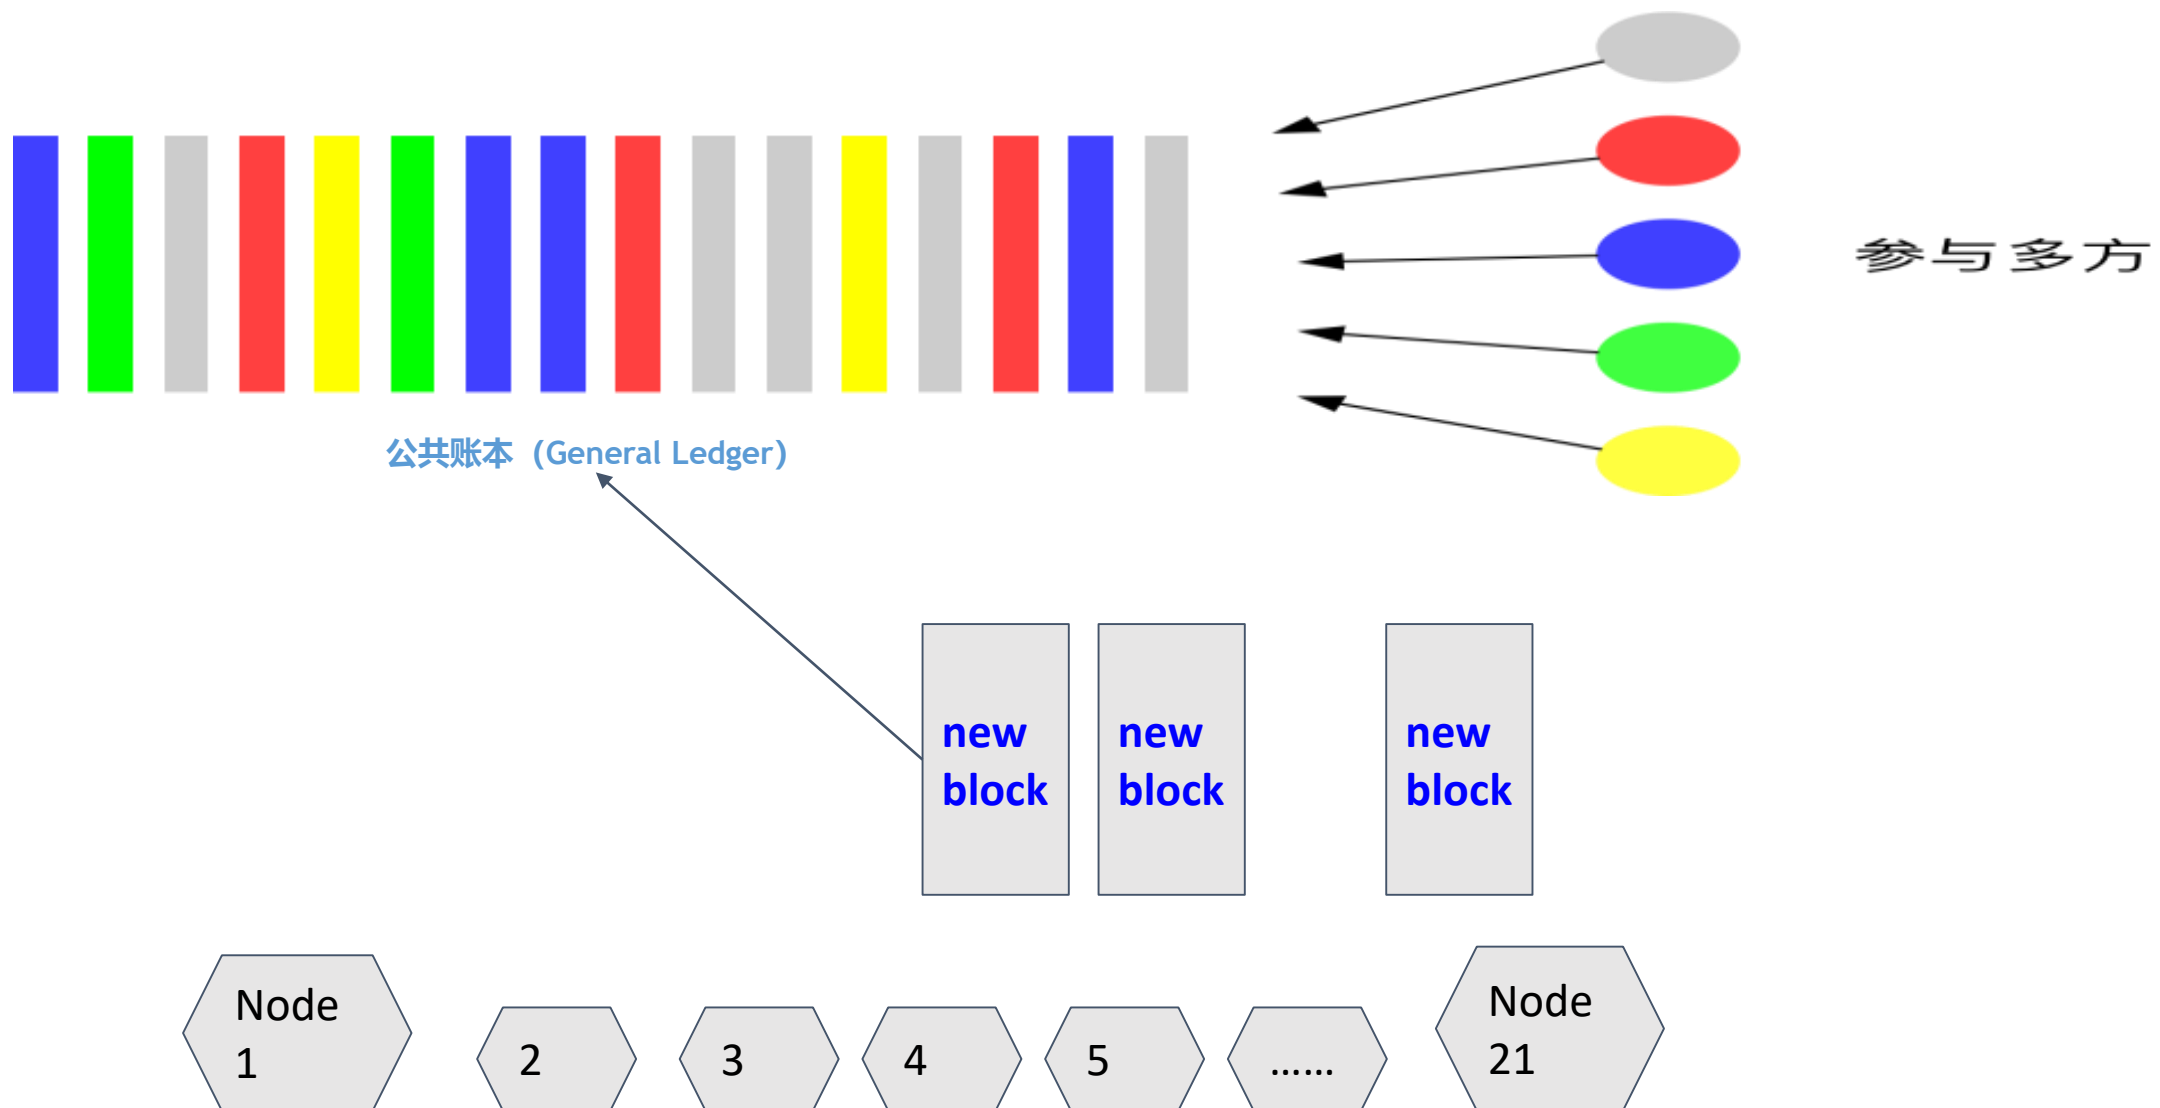 参与多方
公共账本 (General Ledger)
new
block
new
block
new
block
Node
1
2
3
4
5
……
Node
21